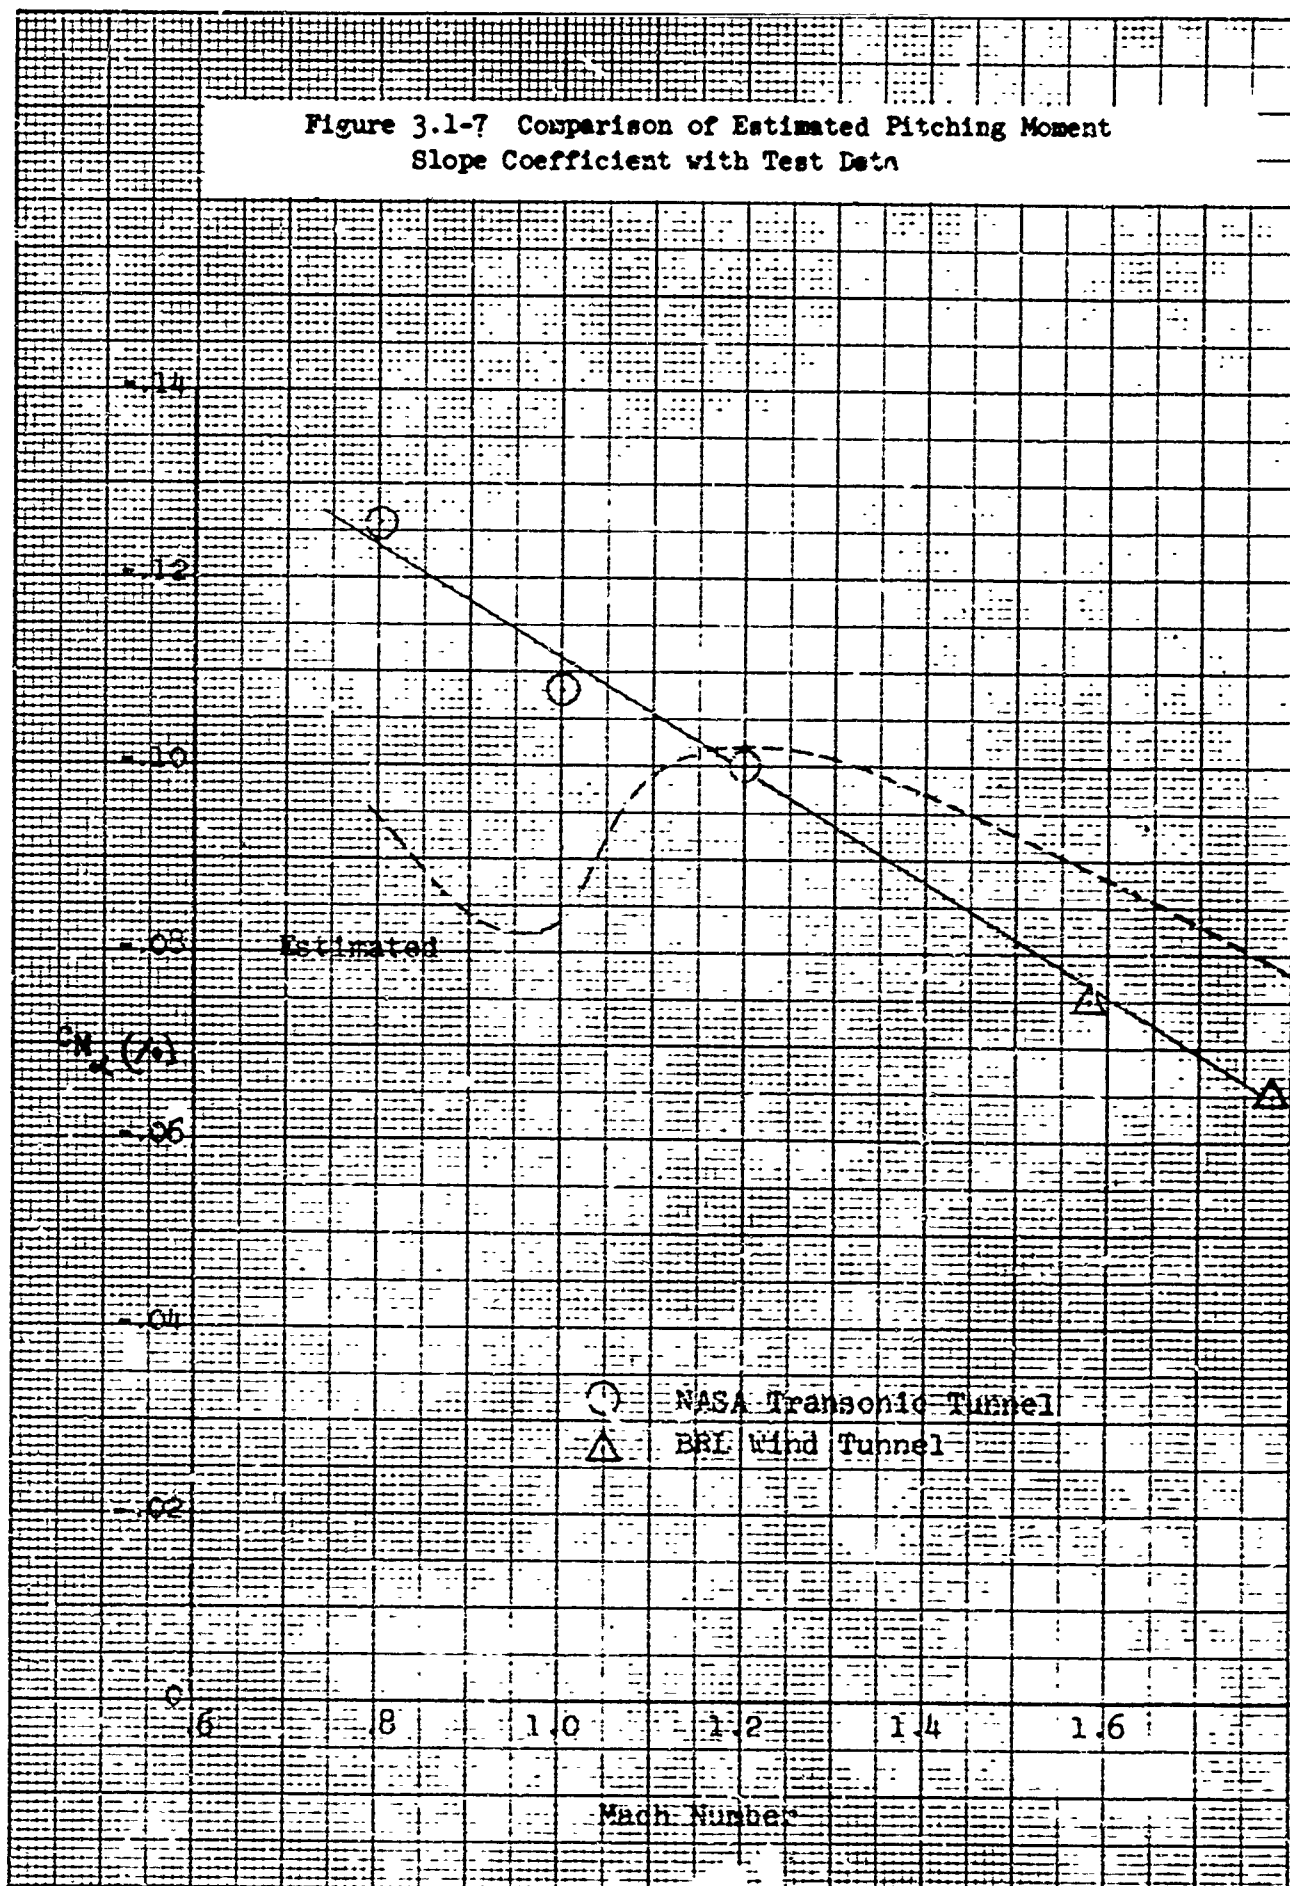 Figure 3.1-7 Comparison of Estimated Pitching Moment
Slope Coefficient with Test Data
-.14
-.12
-.10
Estimated
-.08
CMα (/°)
-.06
-.04
NASA Transonic Tunnel
BRL Wind Tunnel
-.02
0
.6 .8 1.0 1.2 1.4 1.6
Mach Number